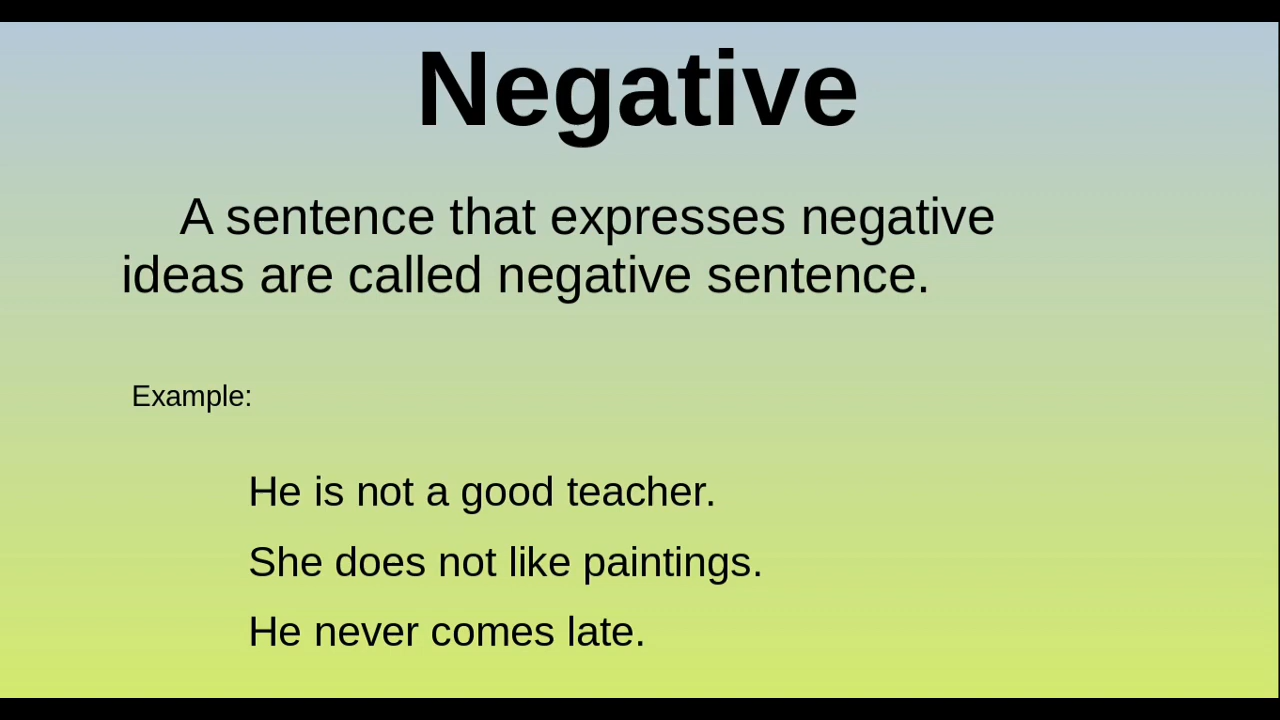 Negative
A sentence that expresses negative
ideas are called negative sentence.
Example:
He is not a good teacher.
She does not like paintings.
He never comes late.